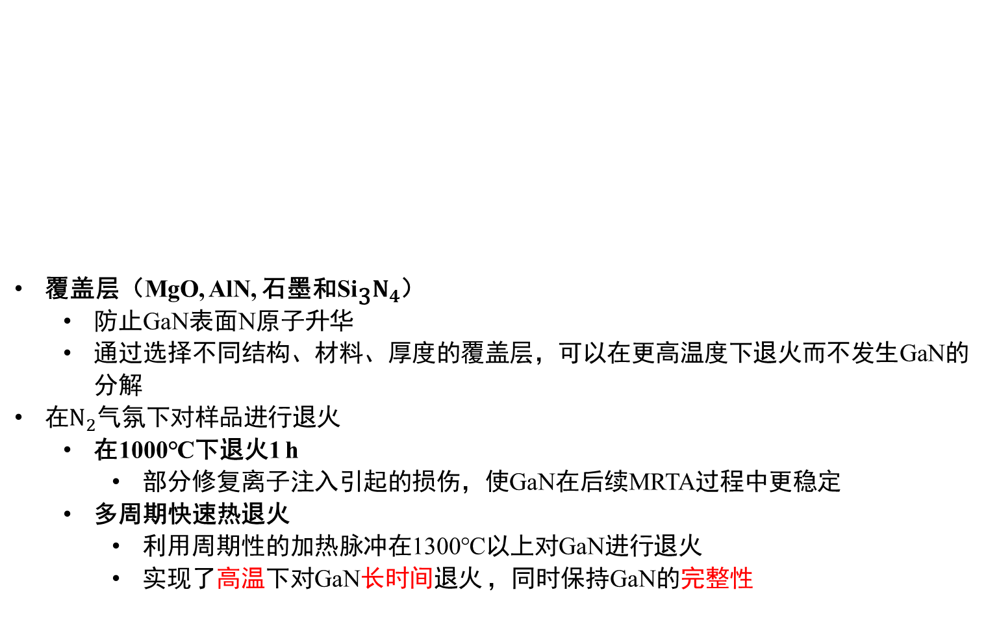 • 覆盖层（MgO, AlN, 石墨和Si₃N₄）
• 防止GaN表面N原子升华
• 通过选择不同结构、材料、厚度的覆盖层，可以在更高温度下退火而不发生GaN的
分解
• 在N₂气氛下对样品进行退火
• 在1000°C下退火1 h
• 部分修复离子注入引起的损伤，使GaN在后续MRTA过程中更稳定
• 多周期快速热退火
• 利用周期性的加热脉冲在1300°C以上对GaN进行退火
• 实现了高温下对GaN长时间退火，同时保持GaN的完整性